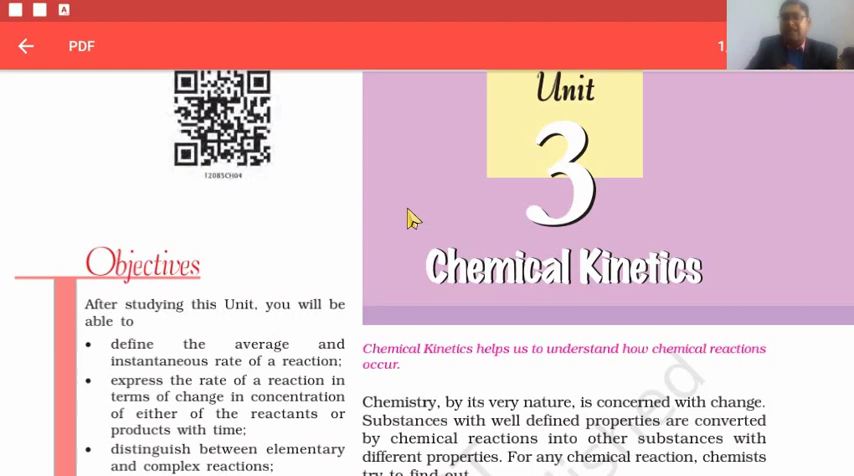 A
PDF
1
12085CH04
Unit
3
Chemical Kinetics
Objectives
After studying this Unit, you will be
able to
• define the average and
instantaneous rate of a reaction;
• express the rate of a reaction in
terms of change in concentration
of either of the reactants or
products with time;
• distinguish between elementary
and complex reactions;
Chemical Kinetics helps us to understand how chemical reactions
occur.
Chemistry, by its very nature, is concerned with change.
Substances with well defined properties are converted
by chemical reactions into other substances with
different properties. For any chemical reaction, chemists
try to find out